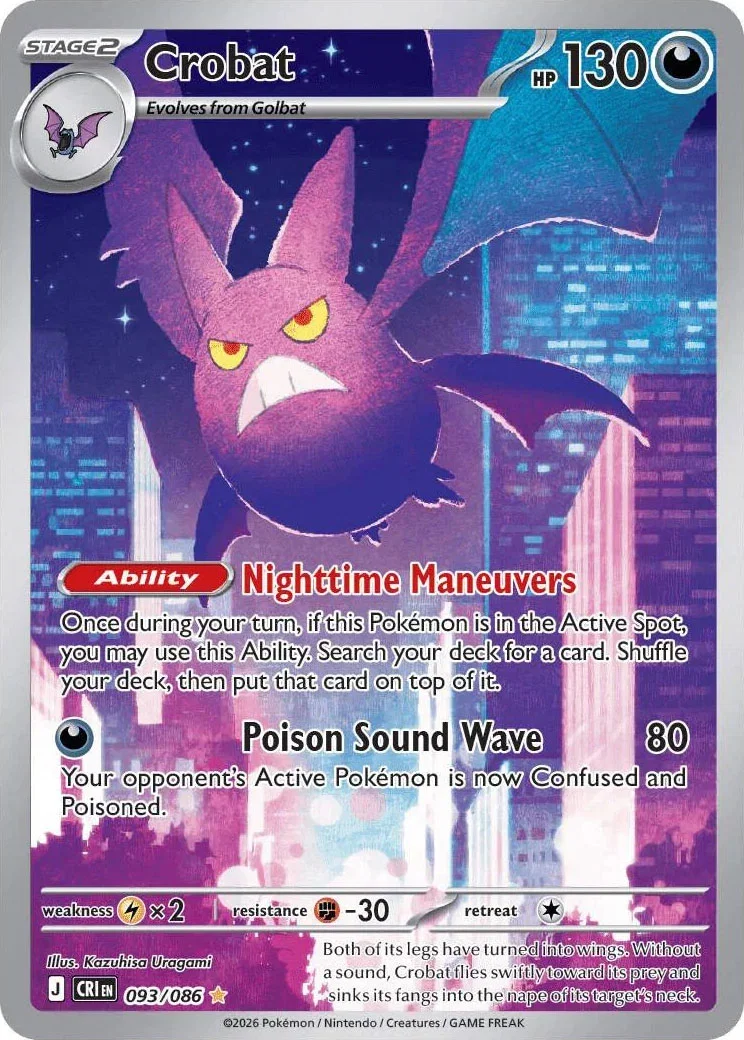 STAGE2
Crobat
HP 130
Evolves from Golbat
Ability Nighttime Maneuvers
Once during your turn, if this Pokémon is in the Active Spot,
you may use this Ability. Search your deck for a card. Shuffle
your deck, then put that card on top of it.
Poison Sound Wave 80
Your opponent's Active Pokémon is now Confused and
Poisoned.
weakness ×2 resistance -30 retreat
Illus. Kazuhisa Uragami
J CRI EN 093/086
Both of its legs have turned into wings. Without
a sound, Crobat flies swiftly toward its prey and
sinks its fangs into the nape of its target's neck.
©2026 Pokémon / Nintendo / Creatures / GAME FREAK